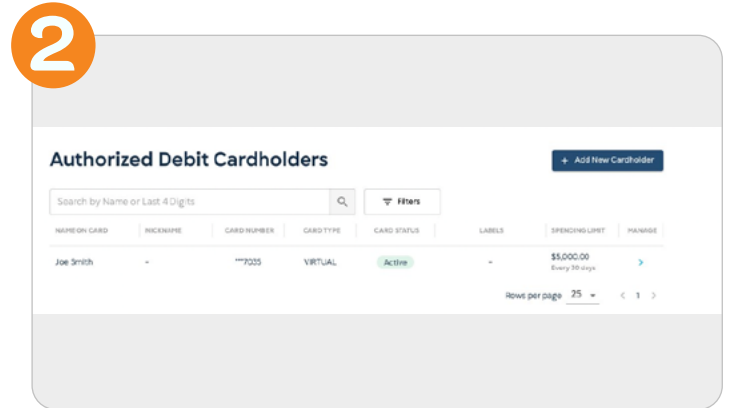 2
Authorized Debit Cardholders
+ Add New Cardholder
Search by Name or Last 4 Digits
Filters
NAME ON CARD NICKNAME CARD NUMBER CARD TYPE CARD STATUS LABELS SPENDING LIMIT MANAGE
Joe Smith - ***7035 VIRTUAL Active - $5,000.00 >
Every 30 days
Rows per page 25 < 1 >